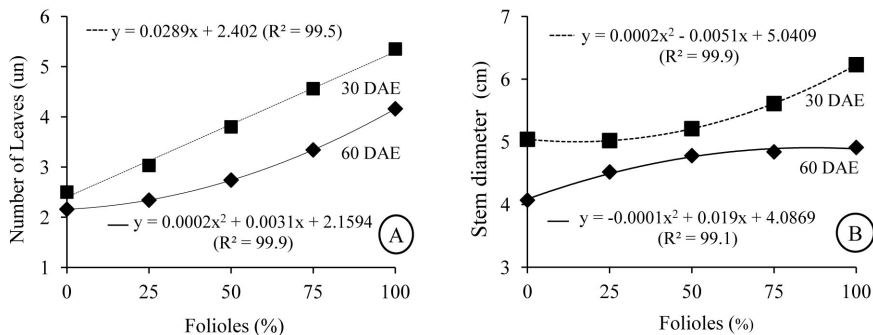 6
5
4
3
2
1
Number of Leaves (un)
y = 0.0289x + 2.402 (R² = 99.5)
30 DAE
60 DAE
y = 0.0002x² + 0.0031x + 2.1594
(R² = 99.9)
A
0 25 50 75 100
Folioles (%)
7
6
5
4
3
Stem diameter (cm)
y = 0.0002x² - 0.0051x + 5.0409
(R² = 99.9)
30 DAE
60 DAE
y = -0.0001x² + 0.019x + 4.0869
(R² = 99.1)
B
0 25 50 75 100
Folioles (%)